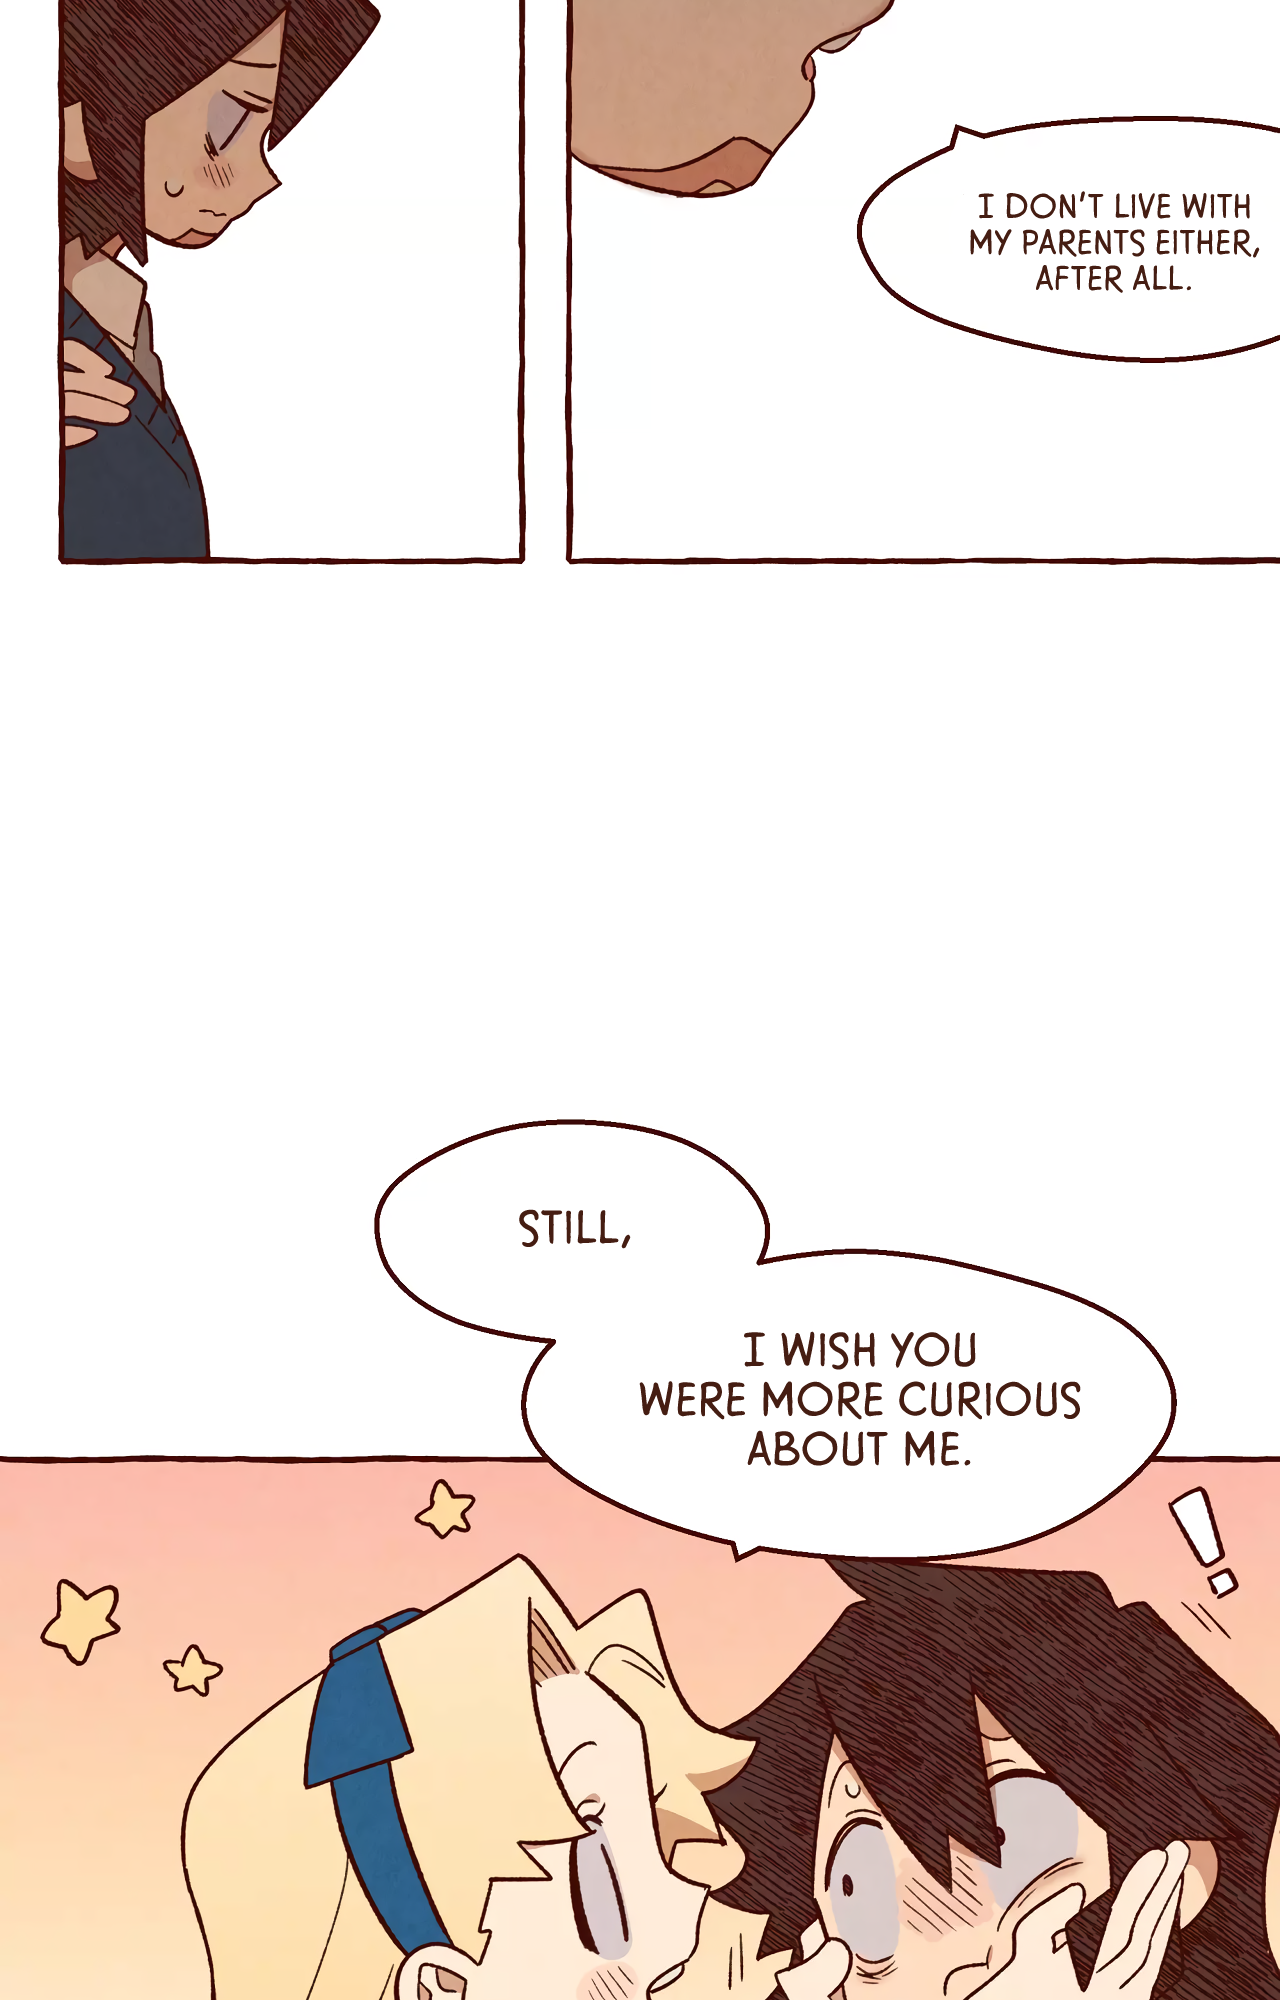 I DON'T LIVE WITH
MY PARENTS EITHER,
AFTER ALL.
STILL,
I WISH YOU
WERE MORE CURIOUS
ABOUT ME.
!